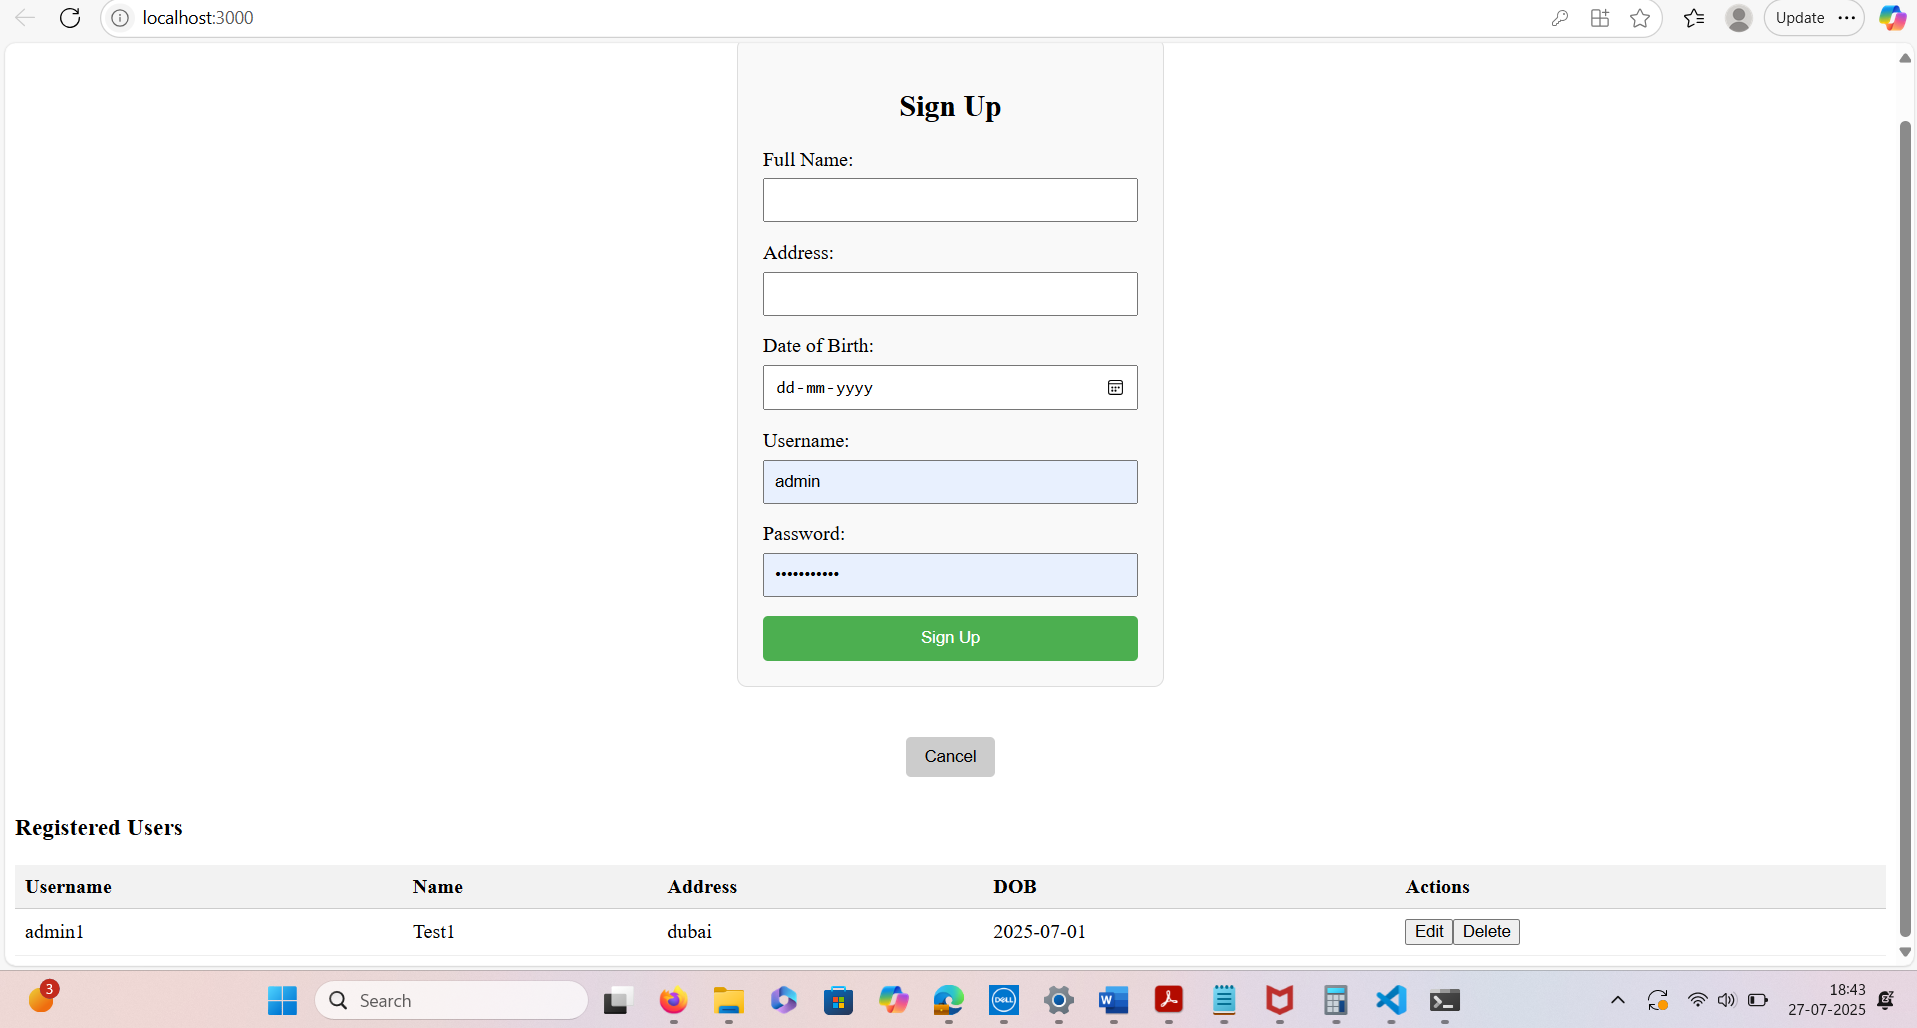 localhost:3000
Update
Sign Up
Full Name:
Address:
Date of Birth:
dd-mm-yyyy
Username:
admin
Password:
•••••••••••
Sign Up
Cancel
Registered Users
Username Name Address DOB Actions
admin1 Test1 dubai 2025-07-01 Edit Delete
3
Search
DELL
W
18:43
27-07-2025